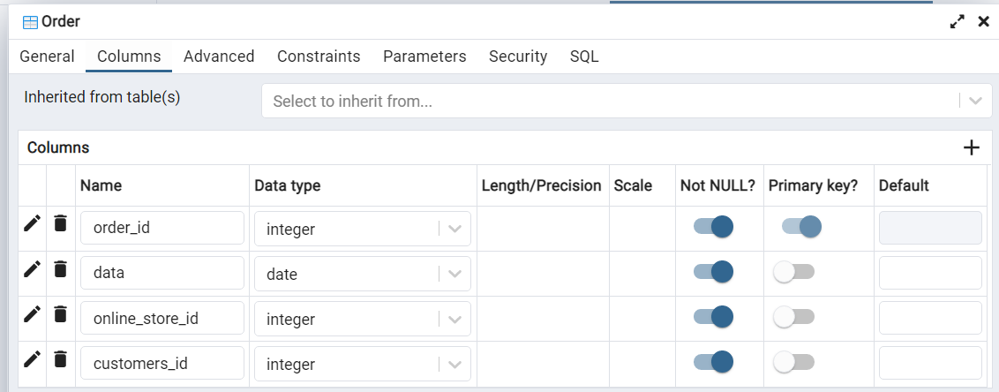 Order
General Columns Advanced Constraints Parameters Security SQL
Inherited from table(s) Select to inherit from...
Columns
Name Data type Length/Precision Scale Not NULL? Primary key? Default
order_id integer
data date
online_store_id integer
customers_id integer